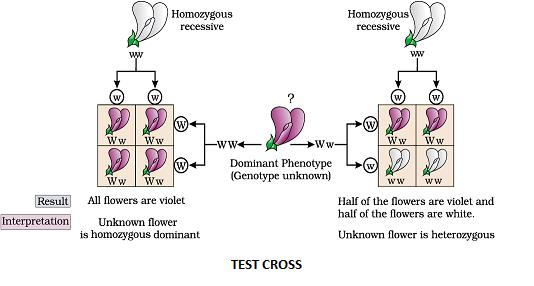 Homozygous
recessive
ww
w w
W
W
Ww Ww
Ww Ww
Homozygous
recessive
ww
w w
W
w
Ww Ww
ww ww
?
WW
Ww
Dominant Phenotype
(Genotype unknown)
Result
All flowers are violet
Half of the flowers are violet and
half of the flowers are white.
Interpretation
Unknown flower
is homozygous dominant
Unknown flower is heterozygous
TEST CROSS